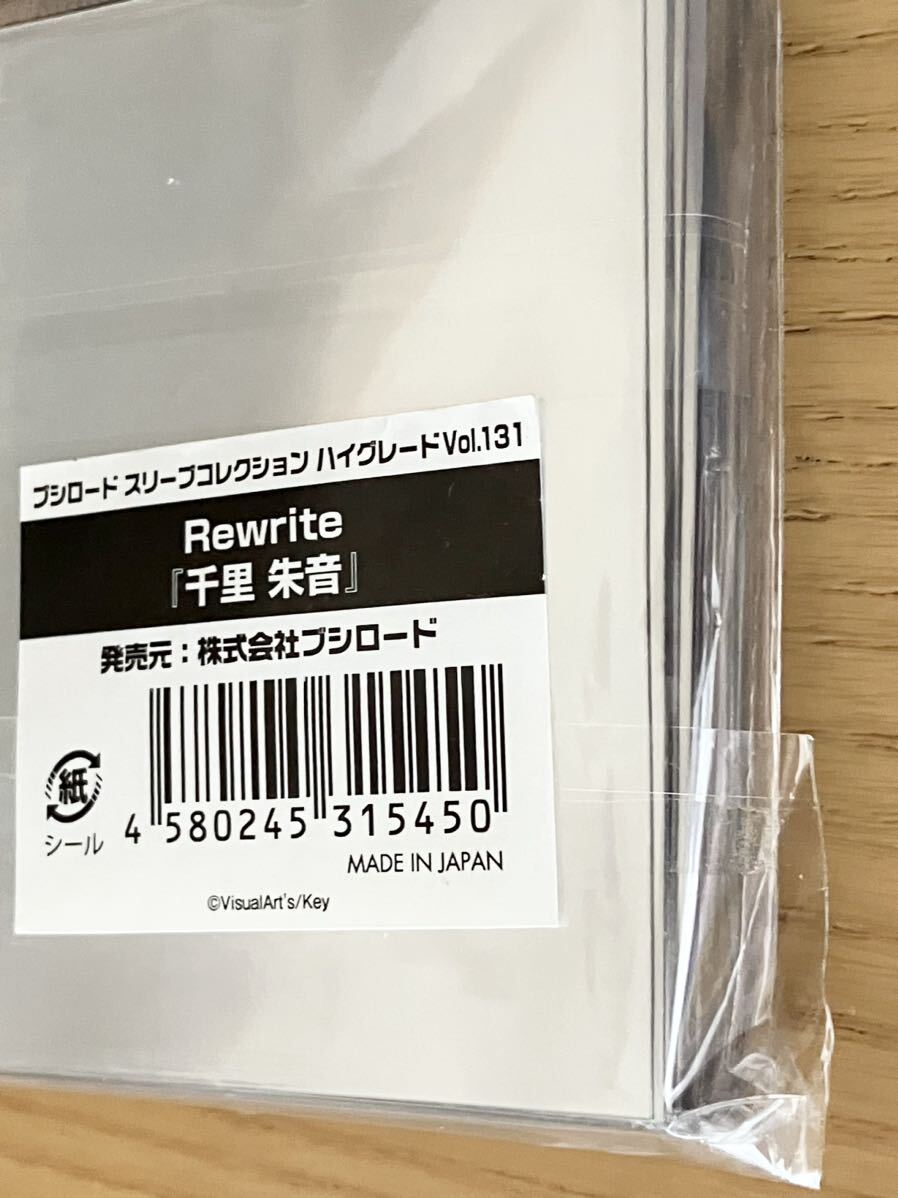 ブシロード スリーブコレクション ハイグレードVol.131
Rewrite
『千里 朱音』
発売元：株式会社ブシロード
紙
シール
4 580245 315450
MADE IN JAPAN
©VisualArt's/Key